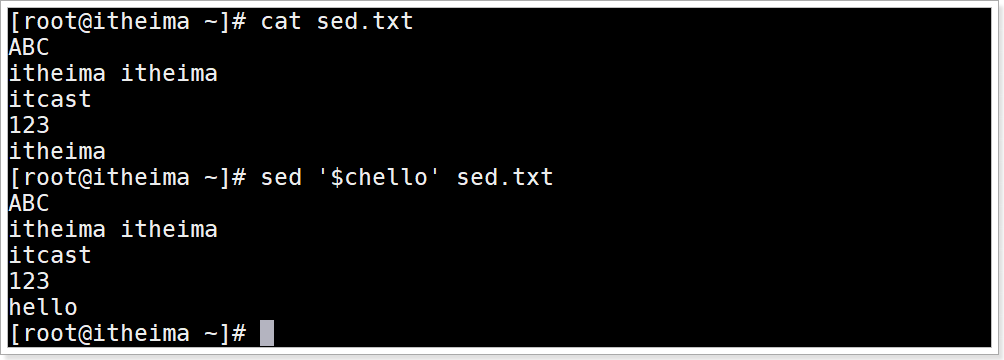 [root@itheima ~]# cat sed.txt
ABC
itheima itheima
itcast
123
itheima
[root@itheima ~]# sed '$chello' sed.txt
ABC
itheima itheima
itcast
123
hello
[root@itheima ~]#